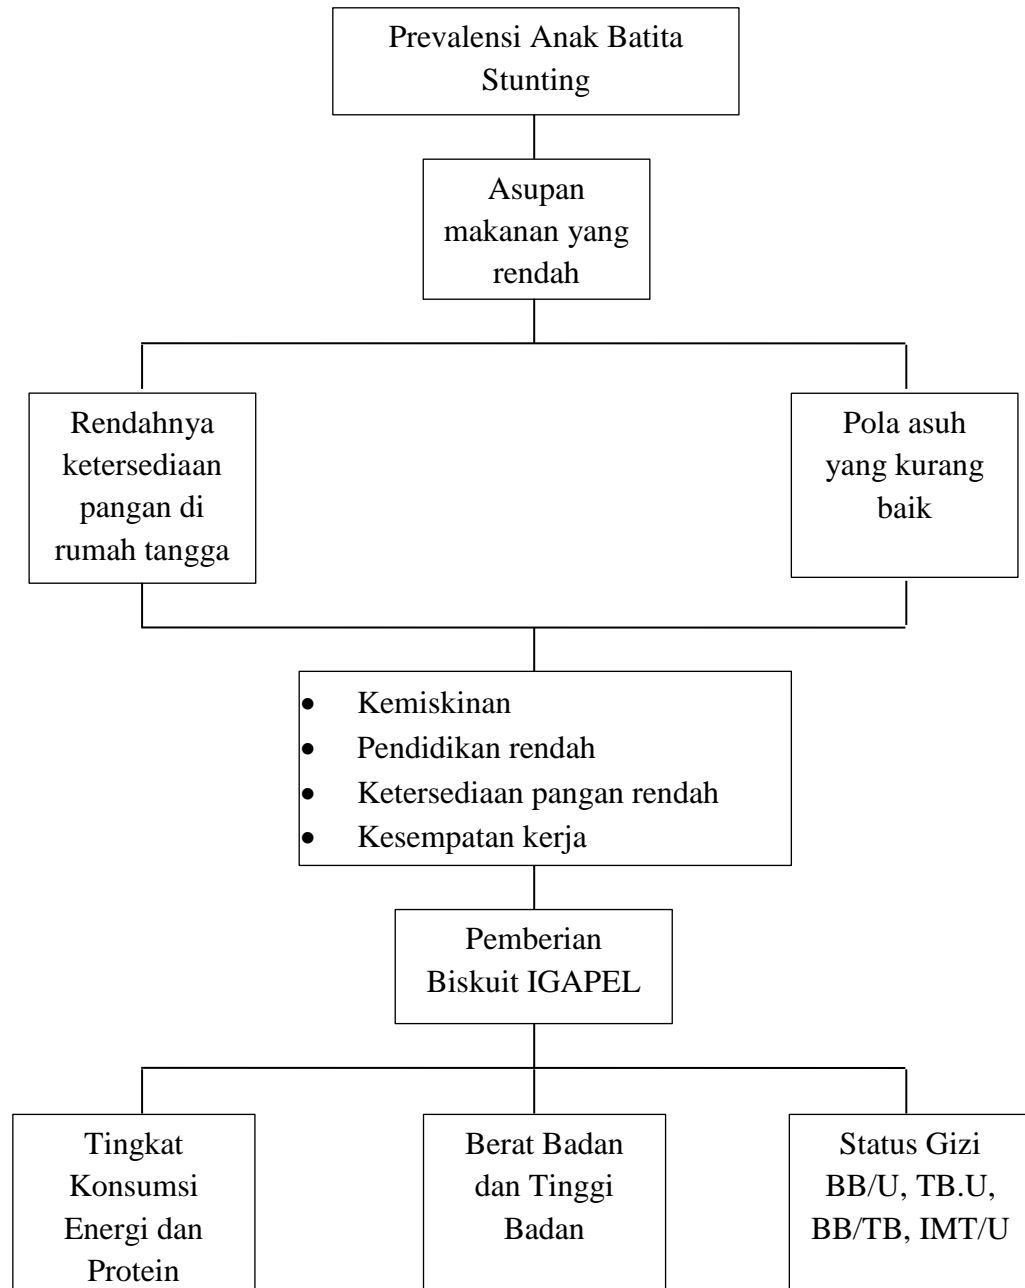 Prevalensi Anak Batita
Stunting
Asupan
makanan yang
rendah
Rendahnya
ketersediaan
pangan di
rumah tangga
Pola asuh
yang kurang
baik
• Kemiskinan
• Pendidikan rendah
• Ketersediaan pangan rendah
• Kesempatan kerja
Pemberian
Biskuit IGAPEL
Tingkat
Konsumsi
Energi dan
Protein
Berat Badan
dan Tinggi
Badan
Status Gizi
BB/U, TB.U,
BB/TB, IMT/U